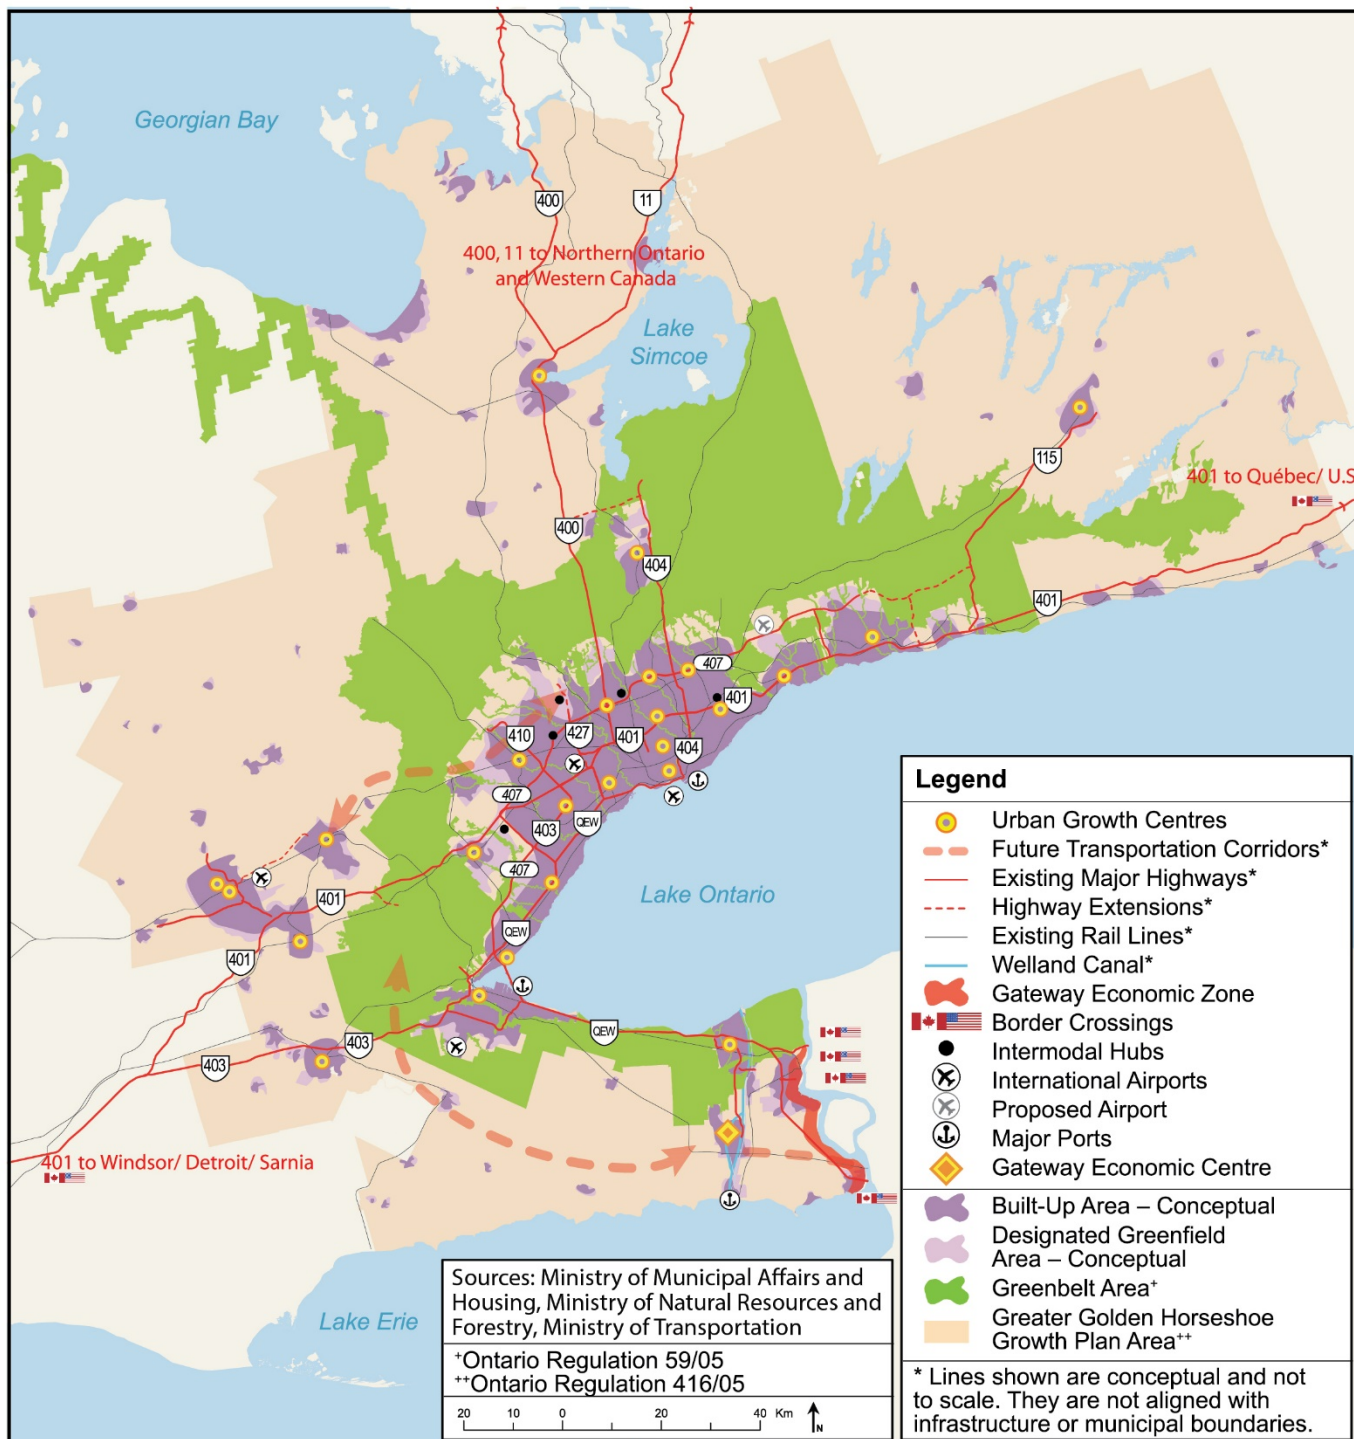 Georgian Bay
400
11
400, 11 to Northern Ontario
and Western Canada
Lake
Simcoe
115
401 to Québec/ U.S
400
404
401
407
401
410
427
401
404
407
403
QEW
407
Lake Ontario
401
QEW
401
403
403
QEW
401 to Windsor/ Detroit/ Sarnia
Lake Erie
Legend
Urban Growth Centres
Future Transportation Corridors*
Existing Major Highways*
Highway Extensions*
Existing Rail Lines*
Welland Canal*
Gateway Economic Zone
Border Crossings
Intermodal Hubs
International Airports
Proposed Airport
Major Ports
Gateway Economic Centre
Built-Up Area – Conceptual
Designated Greenfield
Area – Conceptual
Greenbelt Area+
Greater Golden Horseshoe
Growth Plan Area++
* Lines shown are conceptual and not
to scale. They are not aligned with
infrastructure or municipal boundaries.
Sources: Ministry of Municipal Affairs and
Housing, Ministry of Natural Resources and
Forestry, Ministry of Transportation
+Ontario Regulation 59/05
++Ontario Regulation 416/05
20 10 0 20 40 Km N